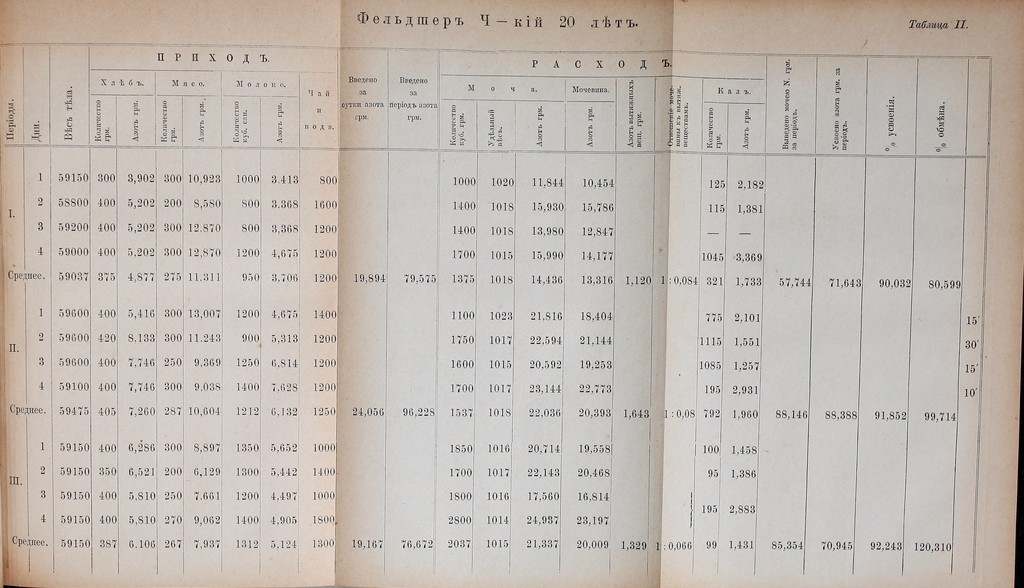 Фельдшеръ Ч—кій 20 лѣтъ.
Таблица II.
Періоды.
Дни.
Вѣсъ тѣла.
ПРИХОДЪ.
Хлѣбъ. Мясо. Молоко. Чай и вода.
Количество грм. Азотъ грм. Количество грм. Азотъ грм. Количество куб. сам. Азотъ грм.
Введено за сутки азота грм.
Введено за періодъ азота грм.
РАСХОДЪ.
Моча. Мочевина.
Количество куб. грм. Удѣльный вѣсъ. Азотъ грм. Азотъ грм.
Азотъ вытяжныхъ вещ. грм.
Отношеніе мочевины къ вытяж. веществахъ.
Калъ.
Количество грм. Азотъ грм.
Выведено мочею N. грм. за періодъ.
Усвоено азота грм. за періодъ.
% усвоенія.
% обмѣна.
I.
1 59150 300 3,902 300 10,923 1000 3.413 800 1000 1020 11,844 10,454 125 2,182
2 58800 400 5,202 200 8,580 800 3,368 1600 1400 1018 15,930 15,786 115 1,381
3 59200 400 5,202 300 12.870 800 3,368 1200 1400 1018 13,980 12,847 — —
4 59000 400 5,202 300 12,870 1200 4,675 1200 1700 1015 15,990 14,177 1045 3,369
Среднее. 59037 375 4,877 275 11.311 950 3,706 1200 19,894 79,575 1375 1018 14,436 13,316 1,120 1:0,084 321 1,733 57,744 71,643 90,032 80,599
II.
1 59600 400 5,416 300 13,007 1200 4,675 1400 1100 1023 21,816 18,404 775 2,101 15'
2 59600 420 8.133 300 11.243 900 5,313 1200 1750 1017 22,594 21,144 1115 1,551 30'
3 59600 400 7,746 250 9,369 1250 6,814 1200 1600 1015 20,592 19,253 1085 1,257 15'
4 59100 400 7,746 300 9.038 1400 7,628 1200 1700 1017 23,144 22,773 195 2,931 10'
Среднее. 59475 405 7,260 287 10,604 1212 6,132 1250 24,056 96,228 1537 1018 22,036 20,393 1,643 1:0,08 792 1,960 88,146 88,388 91,852 99,714
III.
1 59150 400 6,286 300 8,897 1350 5,652 1000 1850 1016 20,714 19,558 100 1,458
2 59150 350 6,521 200 6,129 1300 5,442 1400 1700 1017 22,143 20,468 95 1,386
3 59150 400 5,810 250 7.661 1200 4,497 1000 1800 1016 17,560 16,814
4 59150 400 5,810 270 9,062 1400 4,905 1800 2800 1014 24,937 23,197 195 2,883
Среднее. 59150 387 6.106 267 7,937 1312 5,124 1300 19,167 76,672 2037 1015 21,337 20,009 1,329 1:0,066 99 1,431 85,354 70,945 92,243 120,310